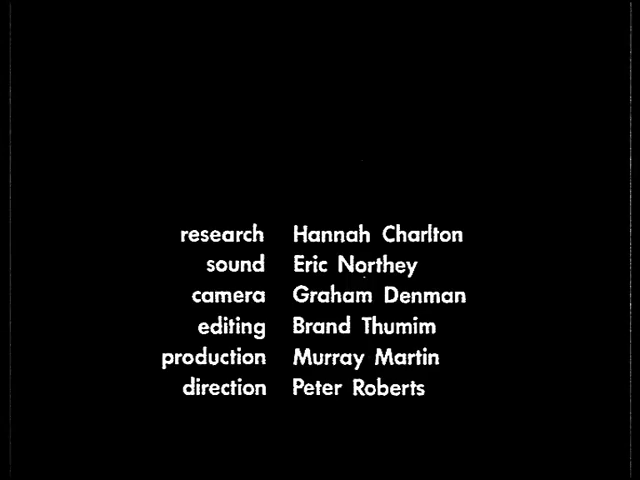 research Hannah Charlton
sound Eric Northey
camera Graham Denman
editing Brand Thumim
production Murray Martin
direction Peter Roberts